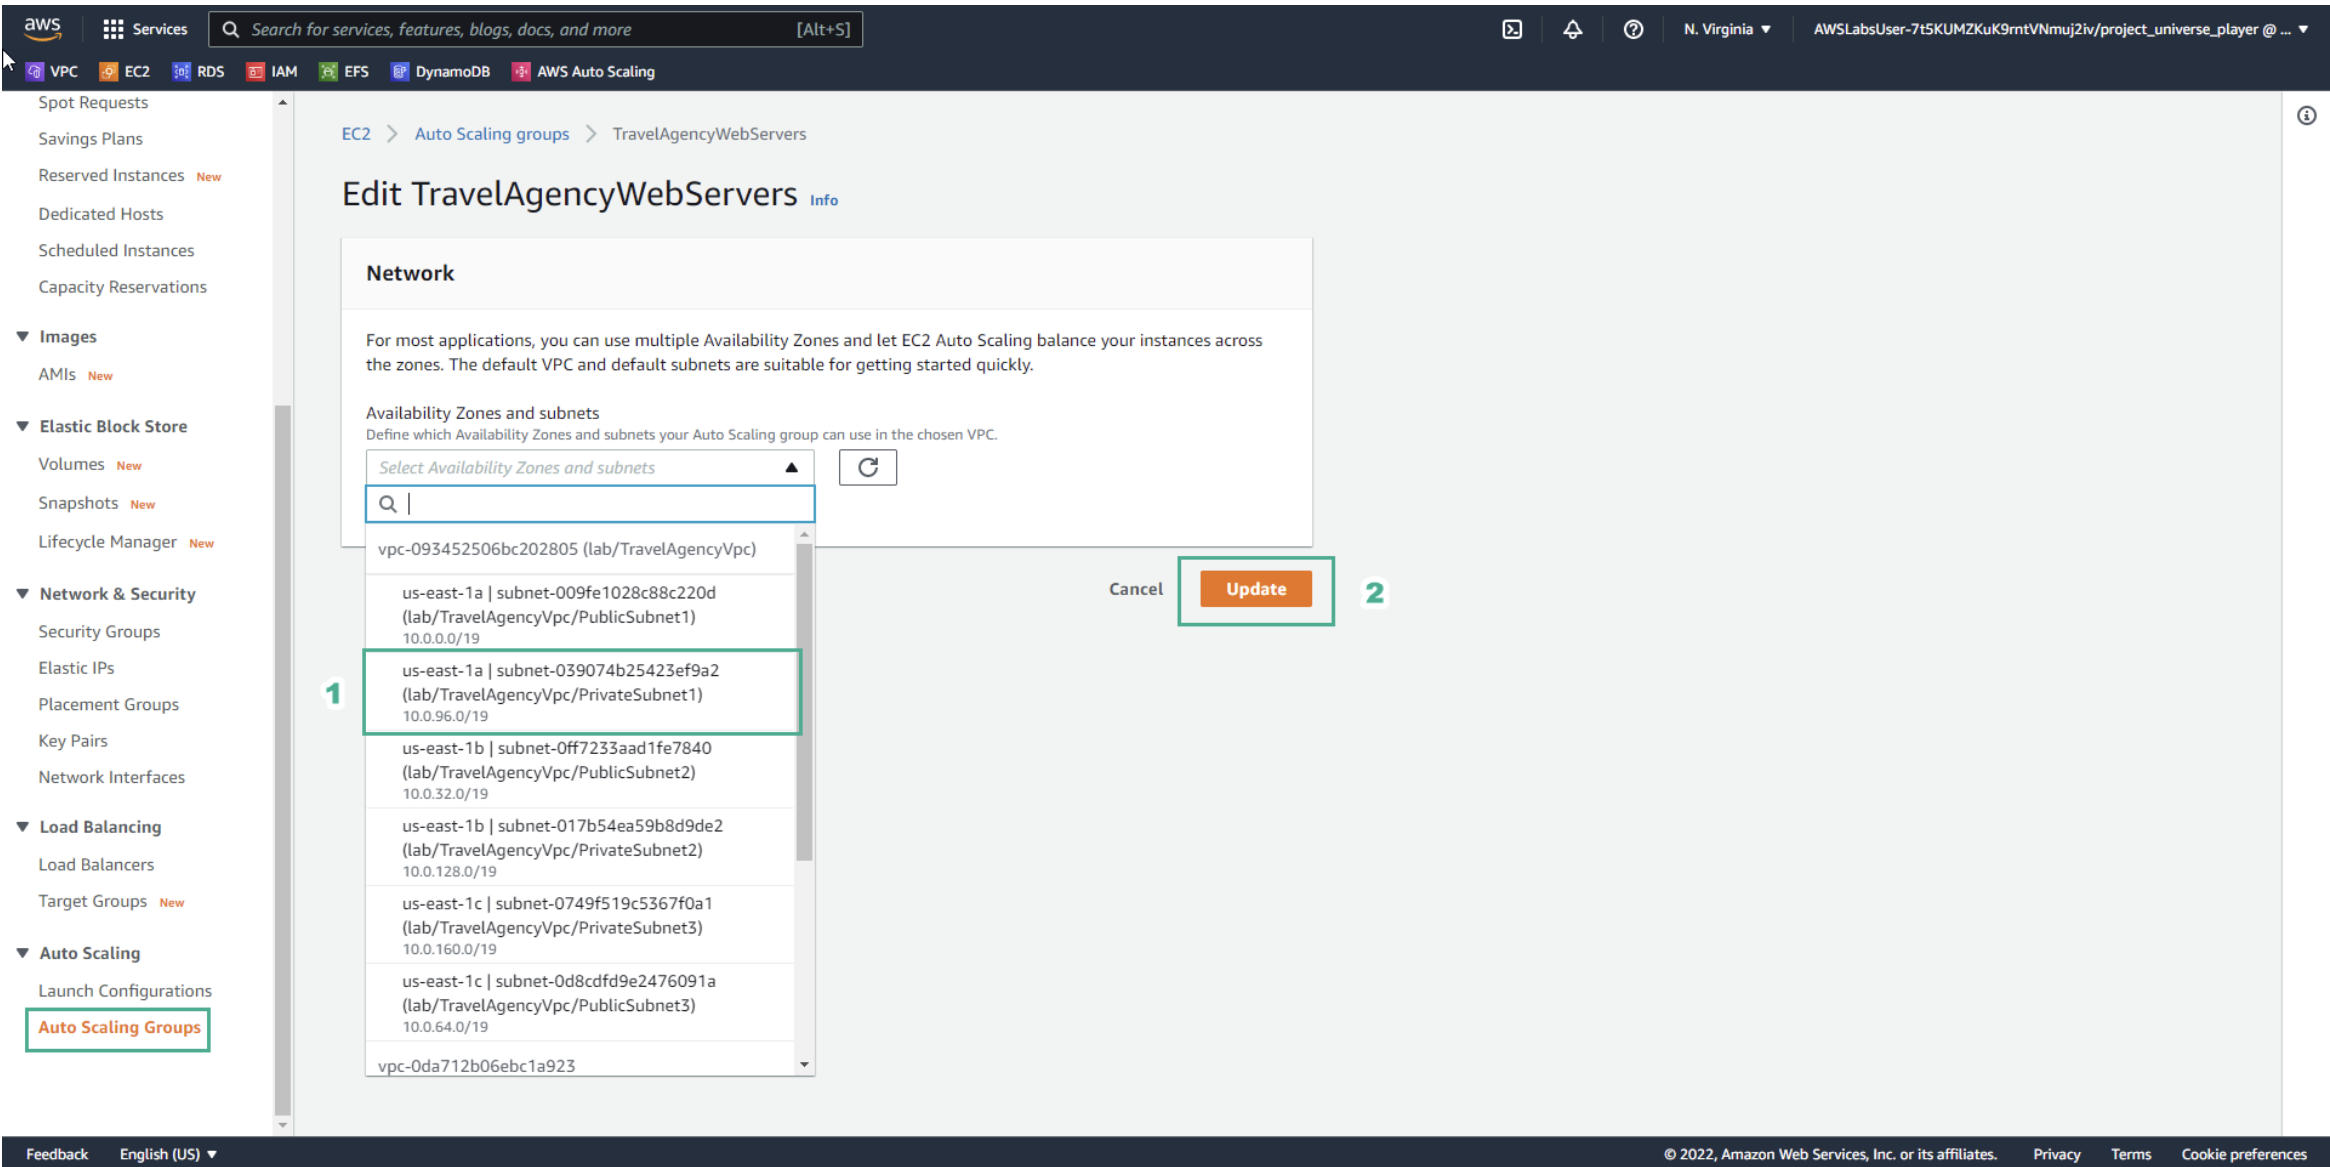 aws
Services
Search for services, features, blogs, docs, and more [Alt+S]
N. Virginia ▼
AWSLabsUser-7t5KUMZKuK9rntVNmuj2iv/project_universe_player @ ... ▼
VPC EC2 RDS IAM EFS DynamoDB AWS Auto Scaling
Spot Requests
Savings Plans
Reserved Instances New
Dedicated Hosts
Scheduled Instances
Capacity Reservations
▼ Images
AMIs New
▼ Elastic Block Store
Volumes New
Snapshots New
Lifecycle Manager New
▼ Network & Security
Security Groups
Elastic IPs
Placement Groups
Key Pairs
Network Interfaces
▼ Load Balancing
Load Balancers
Target Groups New
▼ Auto Scaling
Launch Configurations
Auto Scaling Groups
EC2 > Auto Scaling groups > TravelAgencyWebServers
Edit TravelAgencyWebServers Info
Network
For most applications, you can use multiple Availability Zones and let EC2 Auto Scaling balance your instances across
the zones. The default VPC and default subnets are suitable for getting started quickly.
Availability Zones and subnets
Define which Availability Zones and subnets your Auto Scaling group can use in the chosen VPC.
Select Availability Zones and subnets
vpc-093452506bc202805 (lab/TravelAgencyVpc)
us-east-1a | subnet-009fe1028c88c220d
(lab/TravelAgencyVpc/PublicSubnet1)
10.0.0.0/19
1
us-east-1a | subnet-039074b25423ef9a2
(lab/TravelAgencyVpc/PrivateSubnet1)
10.0.96.0/19
us-east-1b | subnet-0ff7233aad1fe7840
(lab/TravelAgencyVpc/PublicSubnet2)
10.0.32.0/19
us-east-1b | subnet-017b54ea59b8d9de2
(lab/TravelAgencyVpc/PrivateSubnet2)
10.0.128.0/19
us-east-1c | subnet-0749f519c5367f0a1
(lab/TravelAgencyVpc/PrivateSubnet3)
10.0.160.0/19
us-east-1c | subnet-0d8cdfd9e2476091a
(lab/TravelAgencyVpc/PublicSubnet3)
10.0.64.0/19
vpc-0da712b06ebc1a923
Cancel Update 2
Feedback English (US) ▼
© 2022, Amazon Web Services, Inc. or its affiliates. Privacy Terms Cookie preferences